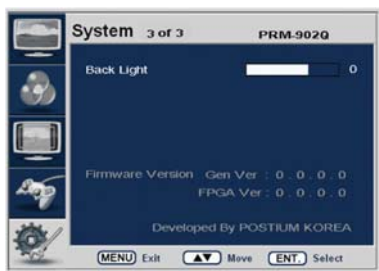 System 3 of 3 PRM-902Q
Back Light 0
Firmware Version Gen Ver : 0 . 0 . 0 . 0
FPGA Ver : 0 . 0 . 0 . 0
Developed By POSTIUM KOREA
MENU Exit ▲▼ Move ENT. Select